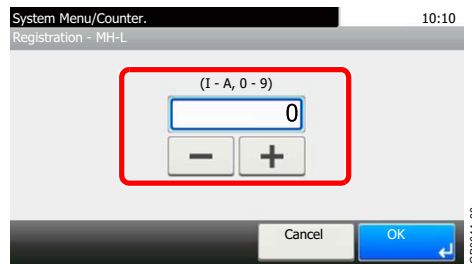 System Menu/Counter.
10:10
Registration - MH-L
(I - A, 0 - 9)
0
Cancel
OK